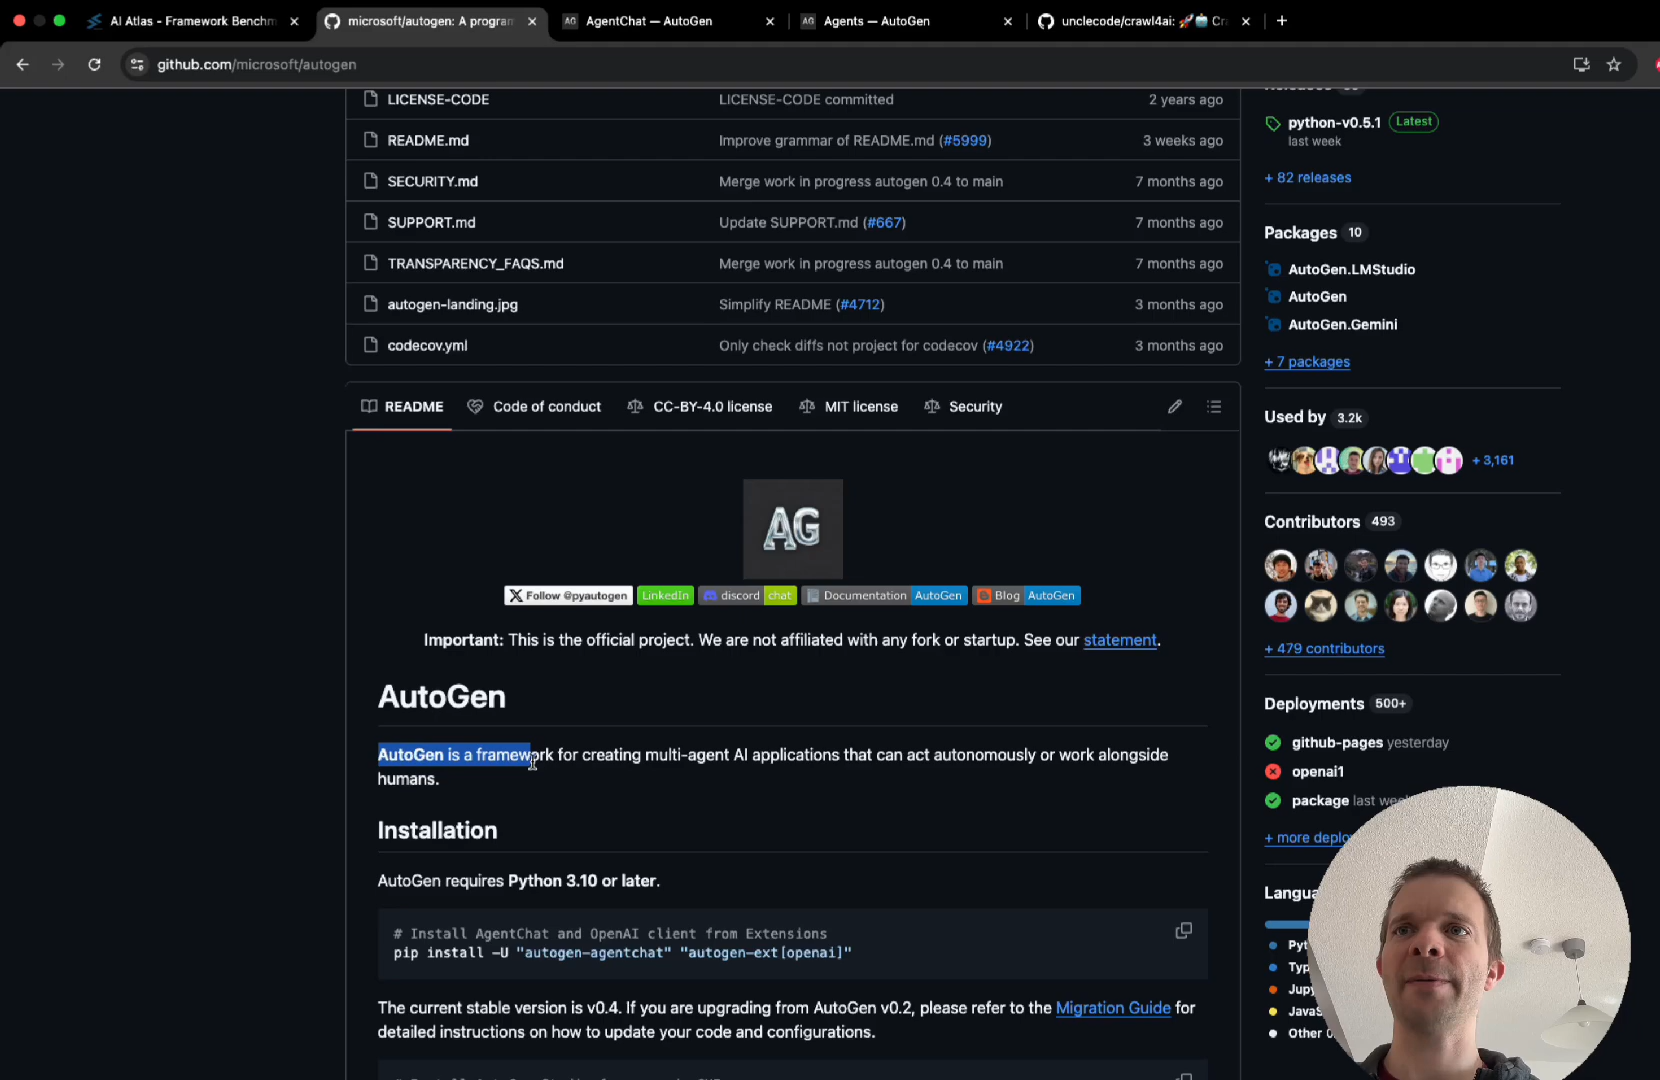 AI Atlas - Framework Benchm
microsoft/autogen: A program
AG AgentChat — AutoGen
AG Agents — AutoGen
unclecode/crawl4ai: 🚀🤖 Cr
github.com/microsoft/autogen
LICENSE-CODE LICENSE-CODE committed 2 years ago
README.md Improve grammar of README.md (#5999) 3 weeks ago
SECURITY.md Merge work in progress autogen 0.4 to main 7 months ago
SUPPORT.md Update SUPPORT.md (#667) 7 months ago
TRANSPARENCY_FAQS.md Merge work in progress autogen 0.4 to main 7 months ago
autogen-landing.jpg Simplify README (#4712) 3 months ago
codecov.yml Only check diffs not project for codecov (#4922) 3 months ago
README Code of conduct CC-BY-4.0 license MIT license Security
AG
Follow @pyautogen LinkedIn discord chat Documentation AutoGen Blog AutoGen
Important: This is the official project. We are not affiliated with any fork or startup. See our statement.
AutoGen
AutoGen is a framework for creating multi-agent AI applications that can act autonomously or work alongside
humans.
Installation
AutoGen requires Python 3.10 or later.
# Install AgentChat and OpenAI client from Extensions
pip install -U "autogen-agentchat" "autogen-ext[openai]"
The current stable version is v0.4. If you are upgrading from AutoGen v0.2, please refer to the Migration Guide for
detailed instructions on how to update your code and configurations.
python-v0.5.1 Latest
last week
+ 82 releases
Packages 10
AutoGen.LMStudio
AutoGen
AutoGen.Gemini
+ 7 packages
Used by 3.2k
+ 3,161
Contributors 493
+ 479 contributors
Deployments 500+
github-pages yesterday
openai1
package last wee
+ more deplo
Langu
Pyt
Typ
Jupy
JavaS
Other 0